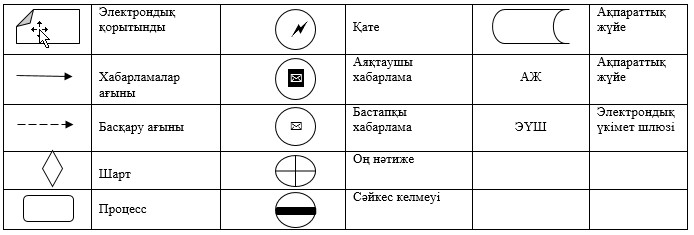 Электрондық
қорытынды
Қате
Ақпараттық
жүйе
Хабарламалар
ағыны
Аяқтаушы
хабарлама
АЖ
Ақпараттық
жүйе
Басқару ағыны
Бастапқы
хабарлама
ЭҮШ
Электрондық
үкімет шлюзі
Шарт
Оң нәтиже
Процесс
Сәйкес келмеуі